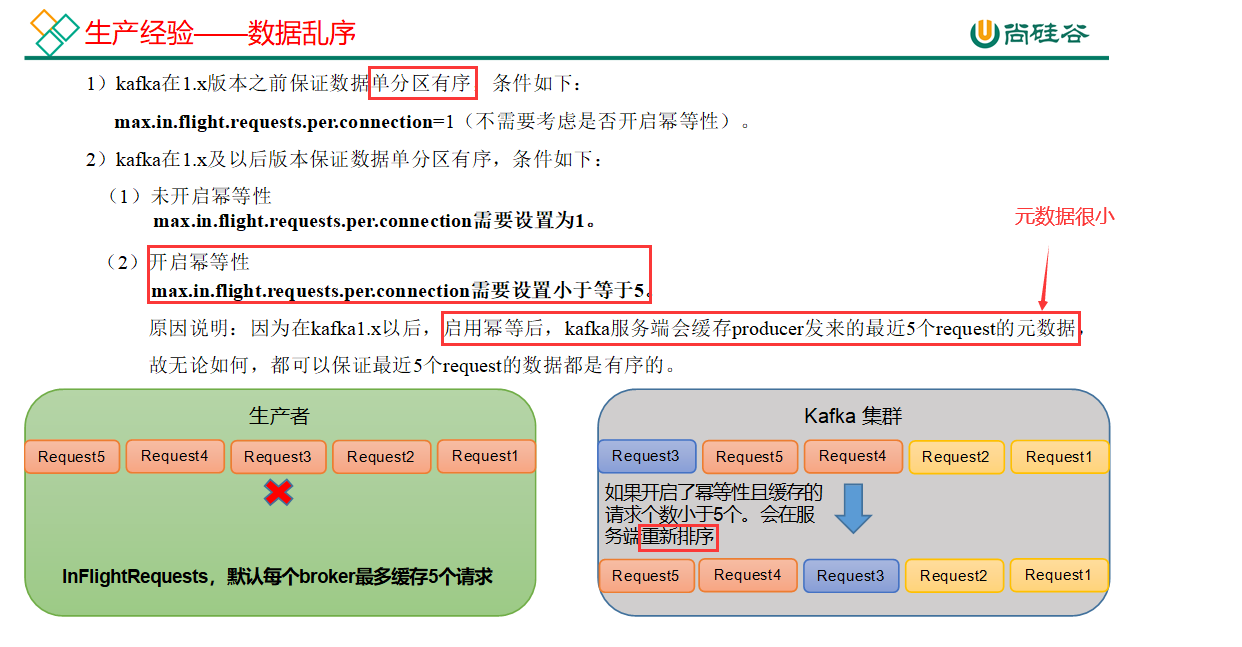 生产经验——数据乱序
尚硅谷
1）kafka在1.x版本之前保证数据单分区有序，条件如下：
max.in.flight.requests.per.connection=1（不需要考虑是否开启幂等性）。
2）kafka在1.x及以后版本保证数据单分区有序，条件如下：
（1）未开启幂等性
max.in.flight.requests.per.connection需要设置为1。
元数据很小
（2）开启幂等性
max.in.flight.requests.per.connection需要设置小于等于5。
原因说明：因为在kafka1.x以后，启用幂等后，kafka服务端会缓存producer发来的最近5个request的元数据，
故无论如何，都可以保证最近5个request的数据都是有序的。
生产者
Request5 Request4 Request3 Request2 Request1
InFlightRequests，默认每个broker最多缓存5个请求
Kafka 集群
Request3 Request5 Request4 Request2 Request1
如果开启了幂等性且缓存的
请求个数小于5个。会在服
务端重新排序
Request5 Request4 Request3 Request2 Request1